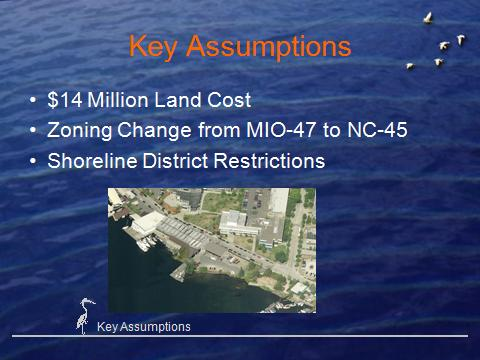 Key Assumptions
• $14 Million Land Cost
• Zoning Change from MIO-47 to NC-45
• Shoreline District Restrictions
Key Assumptions